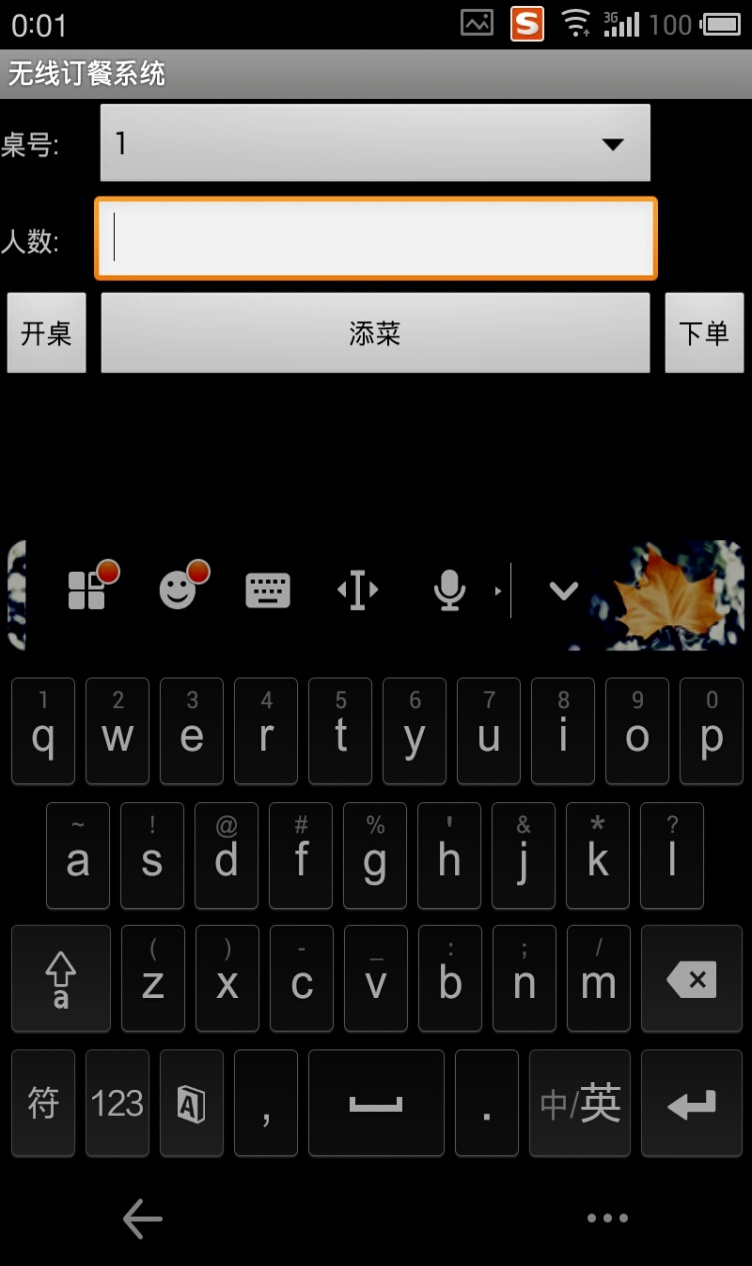 0:01 S 3G 100
无线订餐系统
桌号: 1
人数:
开桌 添菜 下单
1 2 3 4 5 6 7 8 9 0
q w e r t y u i o p
~ ! @ # % ' & * ?
a s d f g h j k l
( ) - _ : ; /
a z x c v b n m
符 123 A , . 中/英